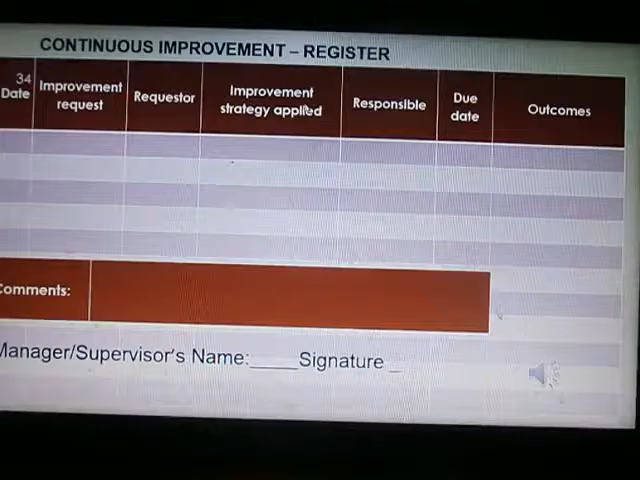 CONTINUOUS IMPROVEMENT – REGISTER
34
Date
Improvement
request
Requestor
Improvement
strategy applied
Responsible
Due
date
Outcomes
Comments:
Manager/Supervisor's Name:_____Signature _